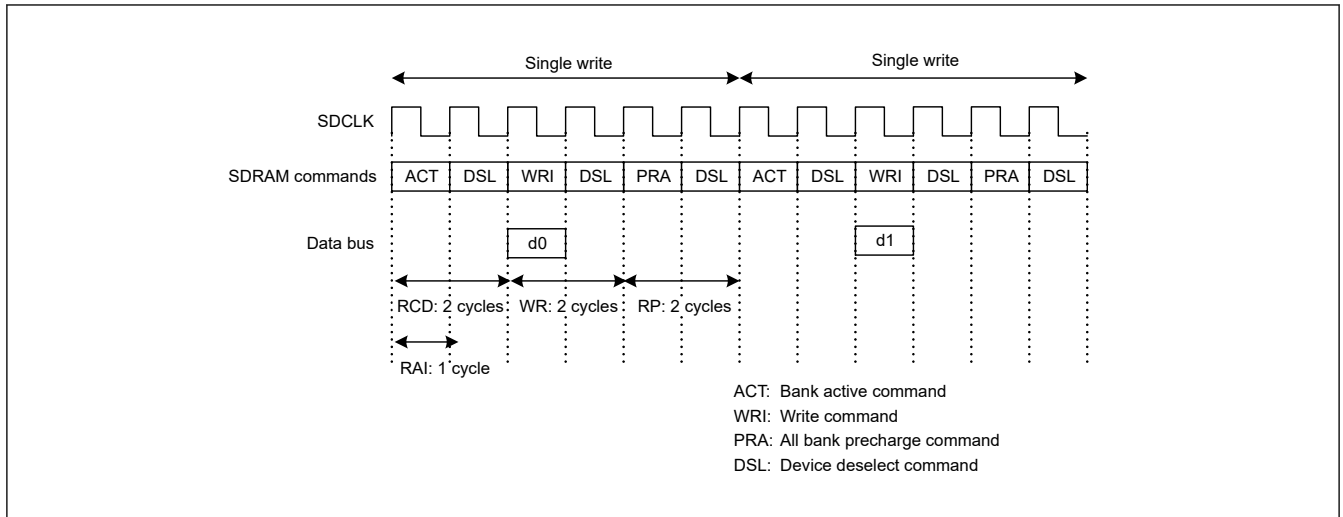 Single write Single write
SDCLK
SDRAM commands ACT DSL WRI DSL PRA DSL ACT DSL WRI DSL PRA DSL
Data bus d0 d1
RCD: 2 cycles WR: 2 cycles RP: 2 cycles
RAI: 1 cycle
ACT: Bank active command
WRI: Write command
PRA: All bank precharge command
DSL: Device deselect command